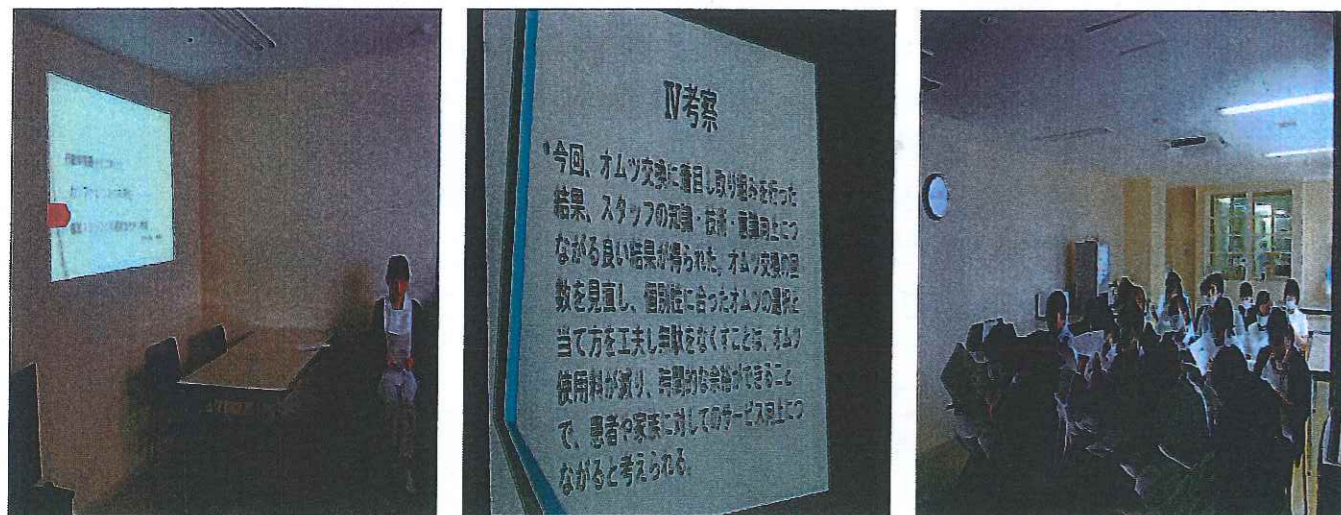 Ⅳ考察
今回、オムツ交換に着目し取り組みを行った
結果、スタッフの知識・技術・意識向上につ
ながる良い結果が得られた。オムツ交換の回
数を見直し、個別性に合ったオムツの選択と
当て方を工夫し無駄をなくすことは、オムツ
使用料が減り、時間的な余裕ができること
で、患者や家族に対してのサービス向上につ
ながると考えられる。